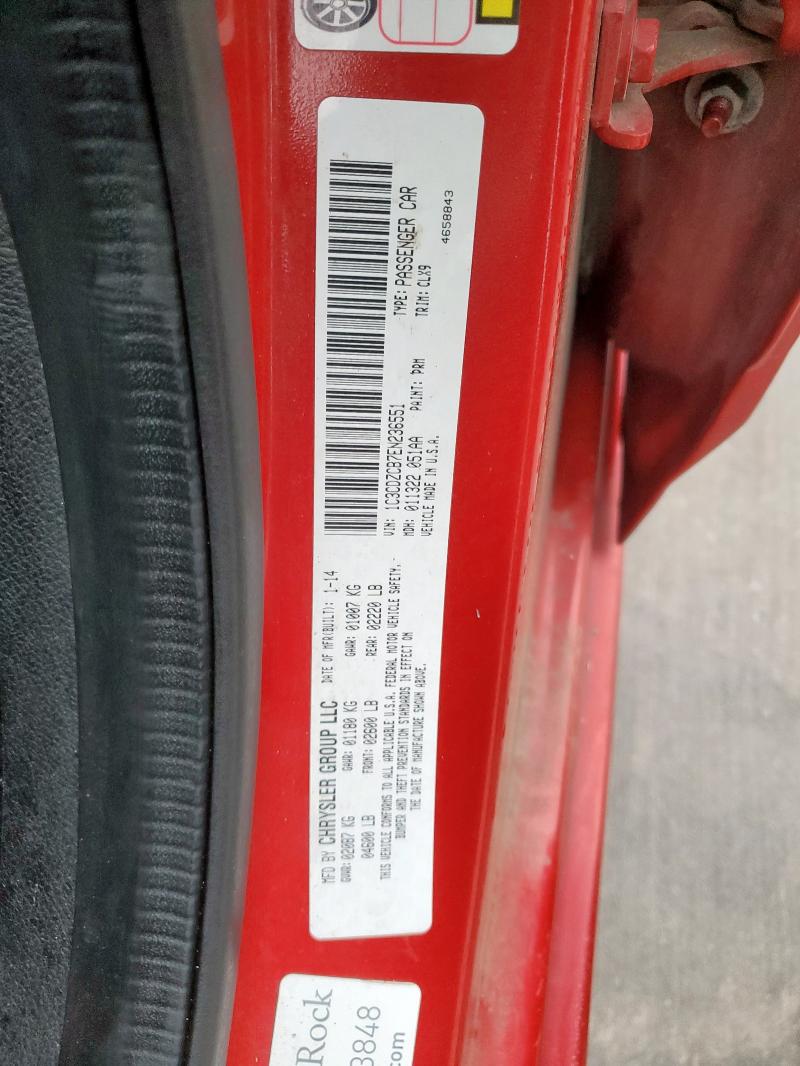 MFD BY CHRYSLER GROUP LLC DATE OF MFR(BUILT): 1-14
GVWR: 02087 KG GAWR: 01180 KG GAWR: 01007 KG
04600 LB FRONT: 02600 LB REAR: 02220 LB
THIS VEHICLE CONFORMS TO ALL APPLICABLE U.S.A. FEDERAL MOTOR VEHICLE SAFETY,
BUMPER AND THEFT PREVENTION STANDARDS IN EFFECT ON
THE DATE OF MANUFACTURE SHOWN ABOVE.
VIN: 1C3CDZCB7EN236551 TYPE: PASSENGER CAR
MDH: 011322 051AA PAINT: PRM TRIM: CLX9
VEHICLE MADE IN U.S.A.
4658843
Rock
3848
.com